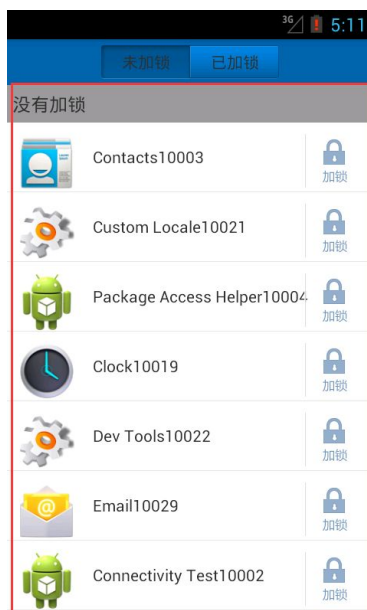 3G 5:11
未加锁 已加锁
没有加锁
Contacts10003
加锁
Custom Locale10021
加锁
Package Access Helper10004
加锁
Clock10019
加锁
Dev Tools10022
加锁
Email10029
加锁
Connectivity Test10002
加锁